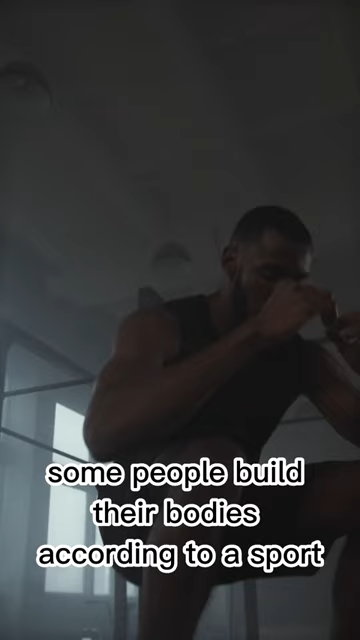 some people build
their bodies
according to a sport